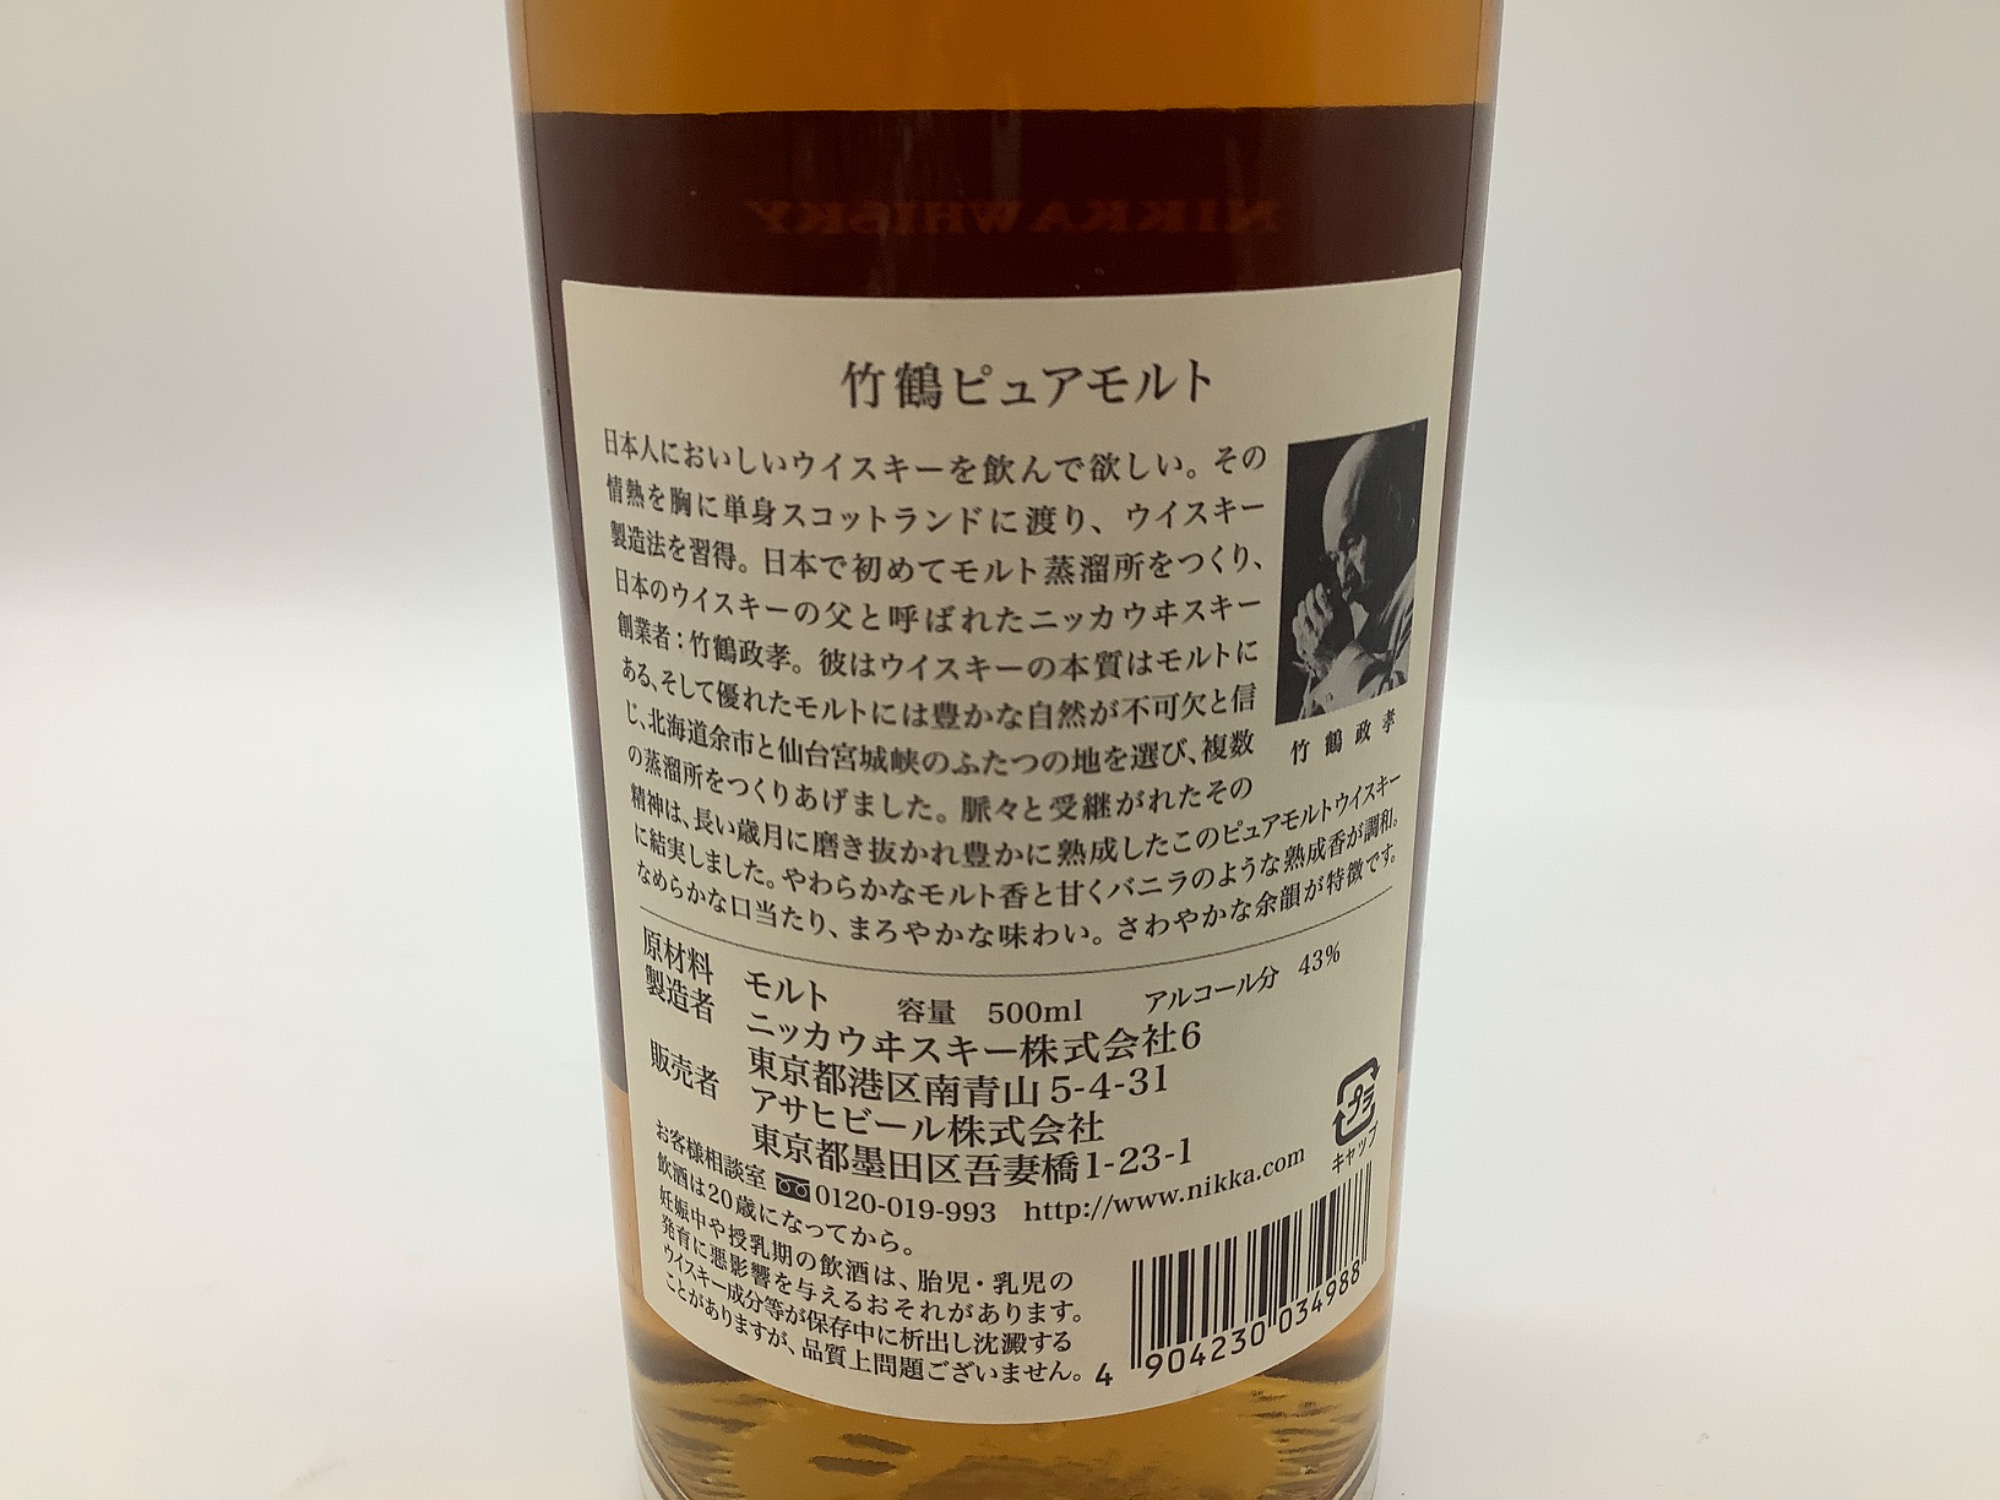 NIKKA WHISKY
竹鶴ピュアモルト
日本人においしいウイスキーを飲んで欲しい。その
情熱を胸に単身スコットランドに渡り、ウイスキー
製造法を習得。日本で初めてモルト蒸溜所をつくり、
日本のウイスキーの父と呼ばれたニッカウヰスキー
創業者：竹鶴政孝。彼はウイスキーの本質はモルトに
ある、そして優れたモルトには豊かな自然が不可欠と信
じ、北海道余市と仙台宮城峡のふたつの地を選び、複数
の蒸溜所をつくりあげました。脈々と受継がれたその
精神は、長い歳月に磨き抜かれ豊かに熟成したこのピュアモルトウイスキー
に結実しました。やわらかなモルト香と甘くバニラのような熟成香が調和。
なめらかな口当たり、まろやかな味わい。さわやかな余韻が特徴です。
竹鶴政孝
原材料 モルト 容量 500ml アルコール分 43%
製造者 ニッカウヰスキー株式会社6
東京都港区南青山5-4-31
販売者 アサヒビール株式会社
東京都墨田区吾妻橋1-23-1
お客様相談室 0120-019-993 http://www.nikka.com
飲酒は20歳になってから。
妊娠中や授乳期の飲酒は、胎児・乳児の
発育に悪影響を与えるおそれがあります。
ウイスキー成分等が保存中に析出し沈澱する
ことがありますが、品質上問題ございません。
プラ
キャップ
4 904230 034988